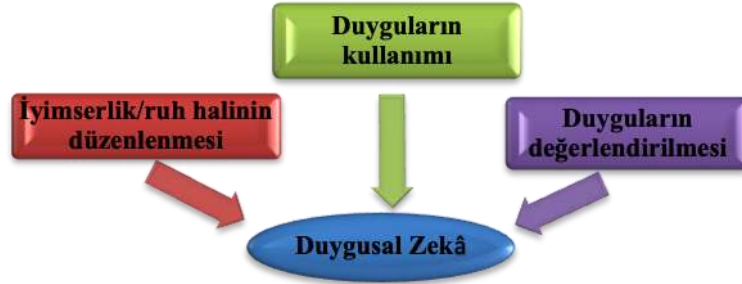 Duyguların
kullanımı
İyimserlik/ruh halinin
düzenlenmesi
Duyguların
değerlendirilmesi
Duygusal Zekâ